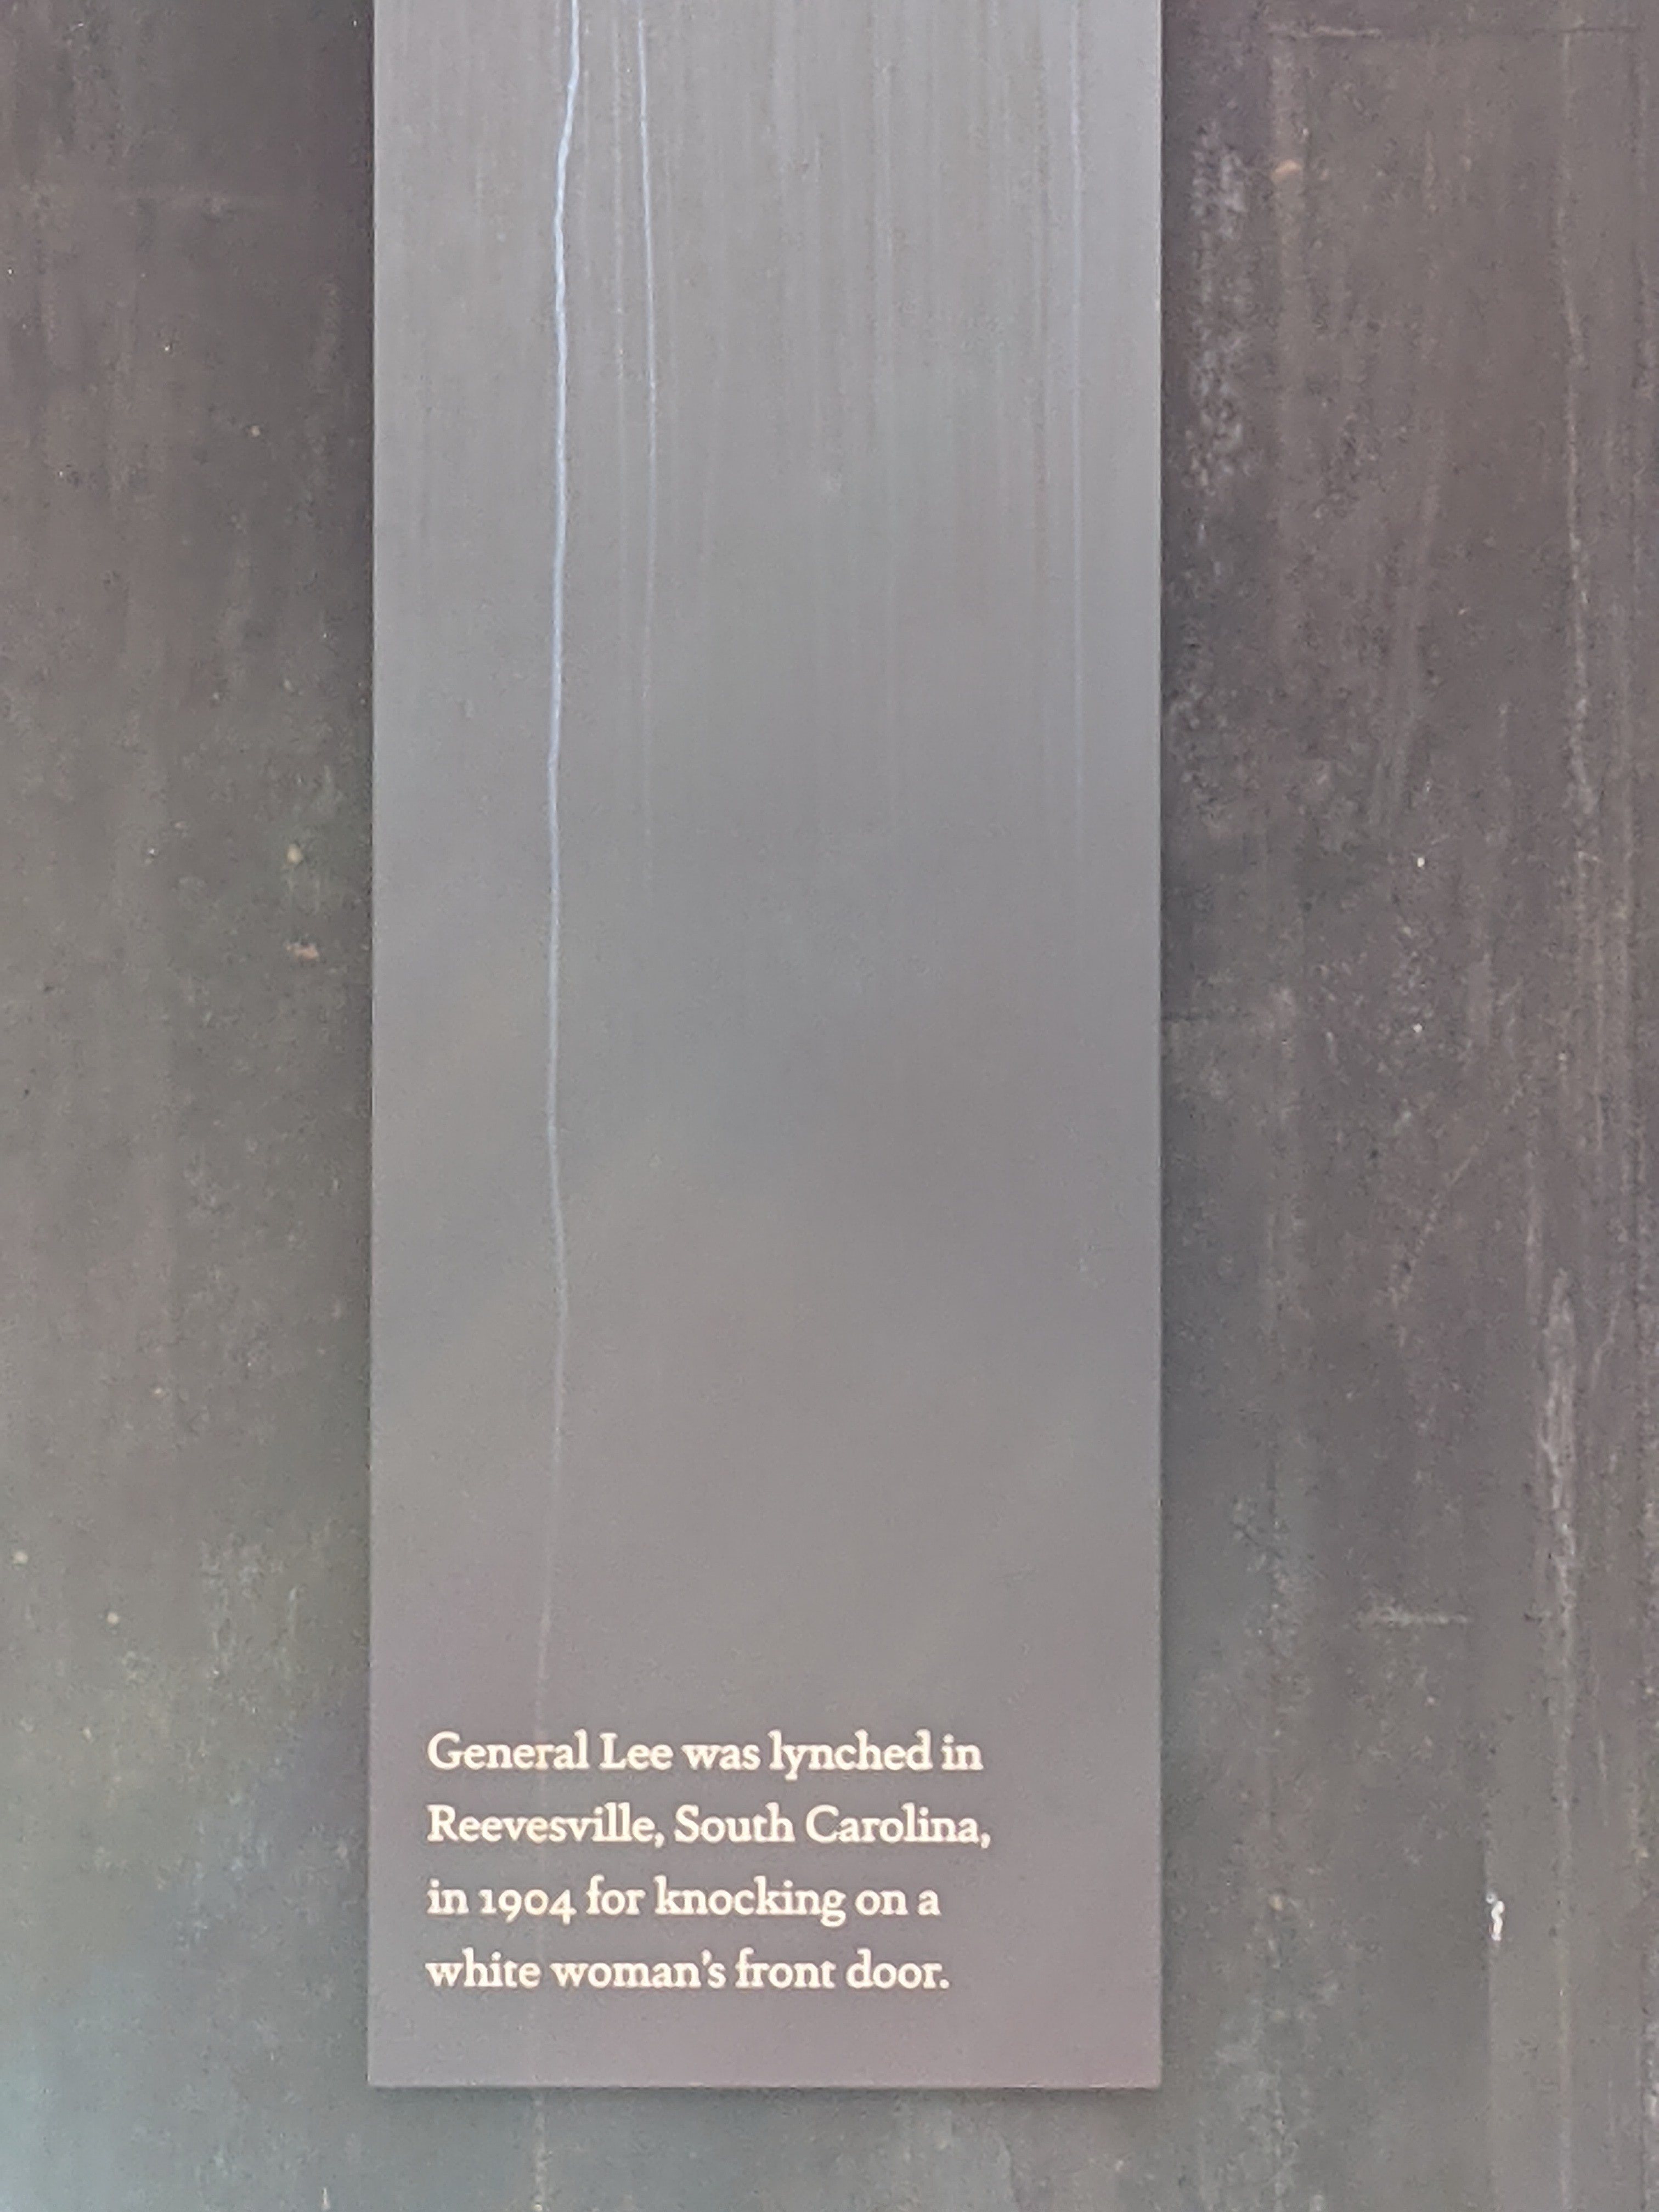 General Lee was lynched in
Reevesville, South Carolina,
in 1904 for knocking on a
white woman's front door.